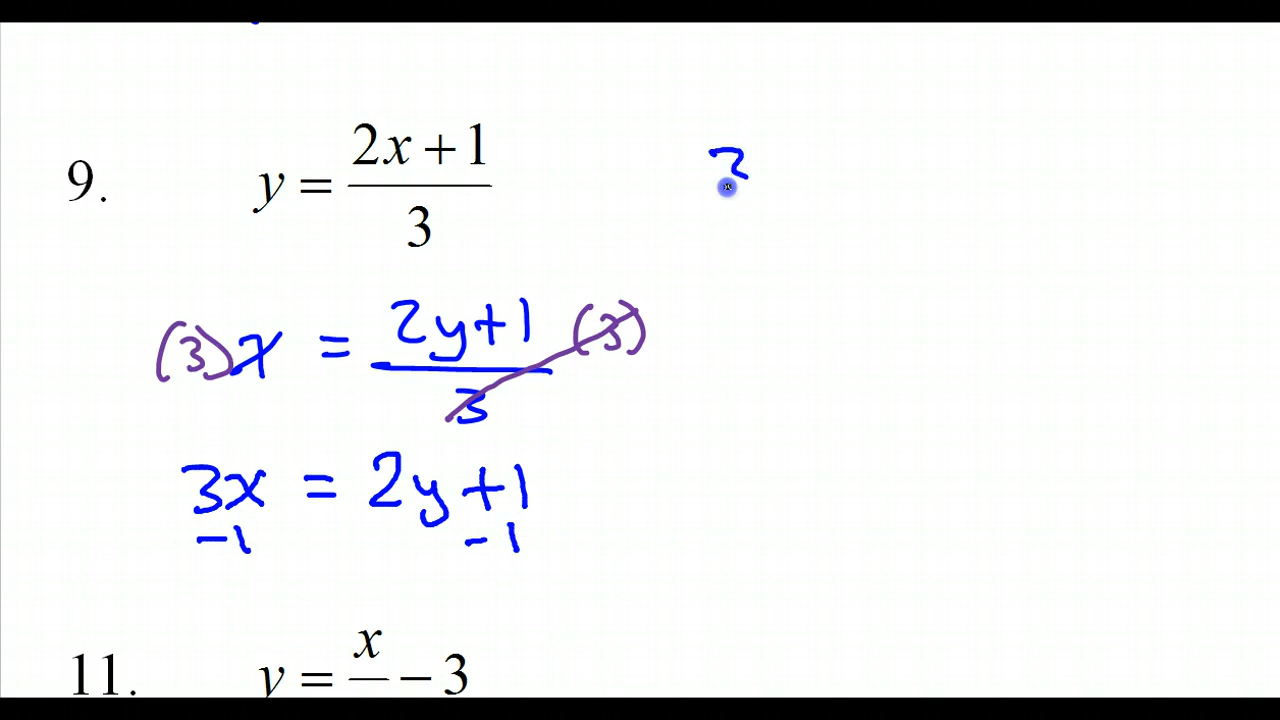 9. y = (2x + 1)/3
(3)x = (2y+1)/3 (3)
3x = 2y+1
-1 -1
11. y = x/ - 3